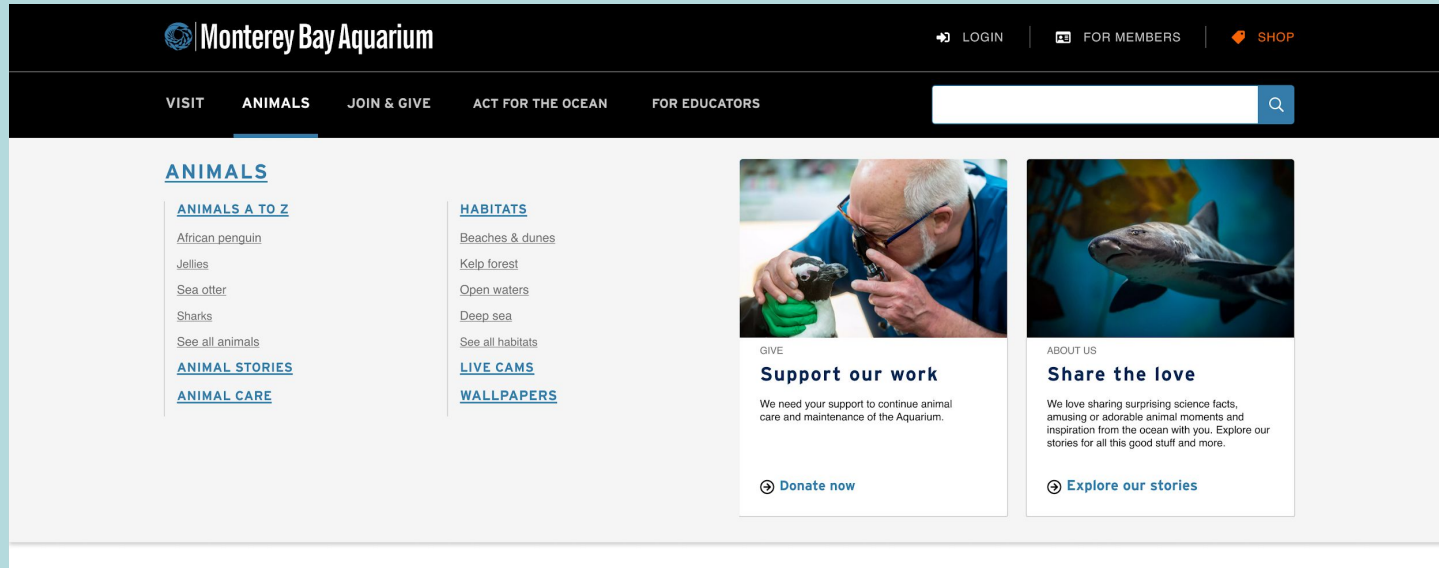 Monterey Bay Aquarium
LOGIN
FOR MEMBERS
SHOP
VISIT
ANIMALS
JOIN & GIVE
ACT FOR THE OCEAN
FOR EDUCATORS
ANIMALS
ANIMALS A TO Z
African penguin
Jellies
Sea otter
Sharks
See all animals
ANIMAL STORIES
ANIMAL CARE
HABITATS
Beaches & dunes
Kelp forest
Open waters
Deep sea
See all habitats
LIVE CAMS
WALLPAPERS
GIVE
Support our work
We need your support to continue animal
care and maintenance of the Aquarium.
Donate now
ABOUT US
Share the love
We love sharing surprising science facts,
amusing or adorable animal moments and
inspiration from the ocean with you. Explore our
stories for all this good stuff and more.
Explore our stories